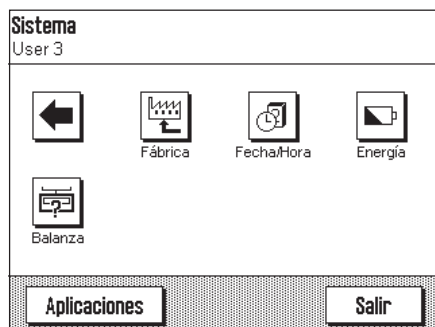 Sistema
User 3
Fábrica
Fecha/Hora
Energía
?
Balanza
Aplicaciones
Salir